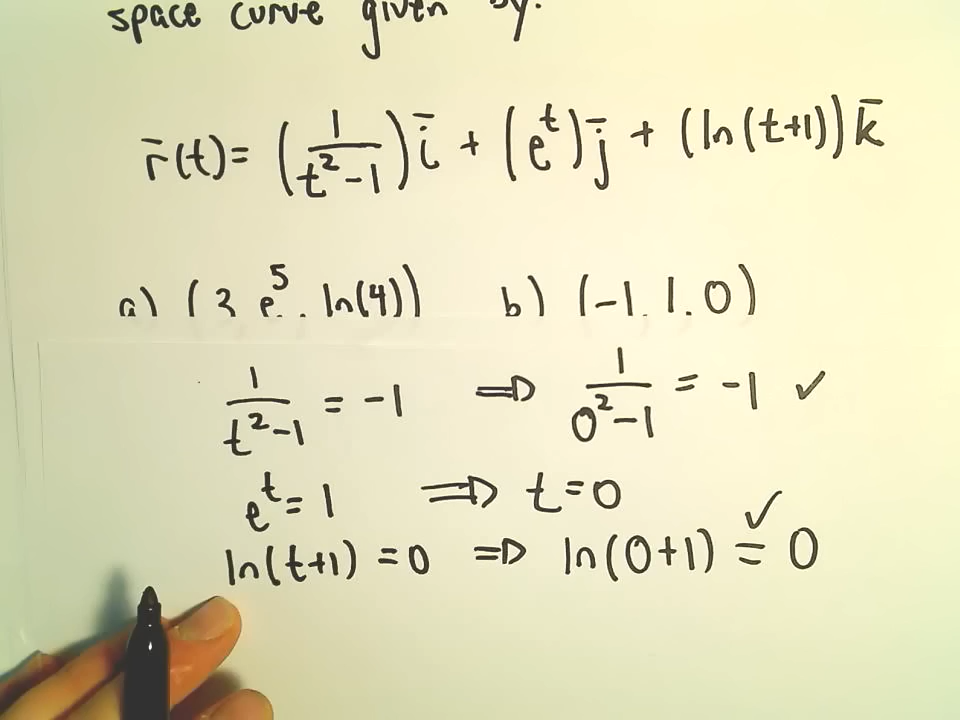 space curve given by:
r̄(t) = (1/(t²-1)) ī + (e^t) j̄ + (ln(t+1)) k̄
a) (3, e⁵, ln(4)) b) (-1, 1, 0)
1/(t²-1) = -1 ⇒ 1/(0²-1) = -1 ✓
e^t = 1 ⇒ t=0
ln(t+1) = 0 ⇒ ln(0+1) = 0 ✓